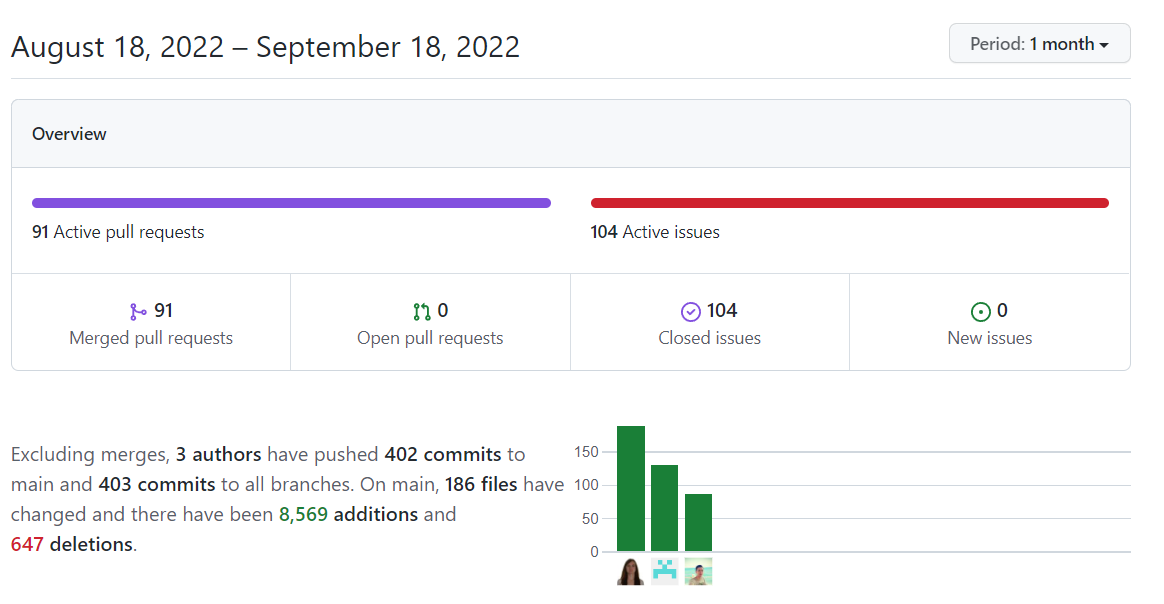 August 18, 2022 – September 18, 2022
Period: 1 month
Overview
91 Active pull requests
104 Active issues
91
Merged pull requests
0
Open pull requests
104
Closed issues
0
New issues
Excluding merges, 3 authors have pushed 402 commits to
main and 403 commits to all branches. On main, 186 files have
changed and there have been 8,569 additions and
647 deletions.
150
100
50
0